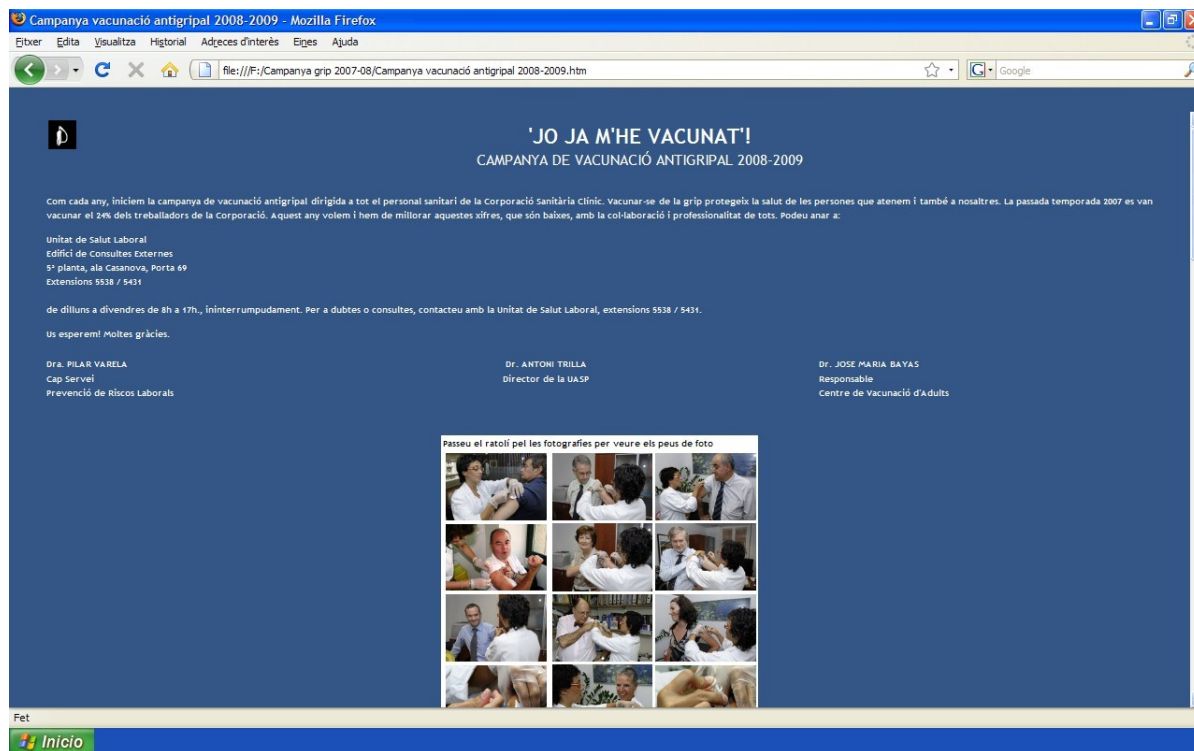 Campanya vacunació antigripal 2008-2009 - Mozilla Firefox
Fitxer Edita Visualitza Historial Adreces d'interès Eines Ajuda
file:///F:/Campanya grip 2007-08/Campanya vacunació antigripal 2008-2009.htm
G Google
'JO JA M'HE VACUNAT'!
CAMPANYA DE VACUNACIÓ ANTIGRIPAL 2008-2009
Com cada any, iniciem la campanya de vacunació antigripal dirigida a tot el personal sanitari de la Corporació Sanitària Clínic. Vacunar-se de la grip protegeix la salut de les persones que atenem i també a nosaltres. La passada temporada 2007 es van
vacunar el 24% dels treballadors de la Corporació. Aquest any volem i hem de millorar aquestes xifres, que són baixes, amb la col·laboració i professionalitat de tots. Podeu anar a:
Unitat de Salut Laboral
Edifici de Consultes Externes
5ª planta, ala Casanova, Porta 69
Extensions 5538 / 5431
de dilluns a divendres de 8h a 17h., ininterrumpudament. Per a dubtes o consultes, contacteu amb la Unitat de Salut Laboral, extensions 5538 / 5431.
Us esperem! Moltes gràcies.
Dra. PILAR VARELA
Cap Servei
Prevenció de Riscos Laborals
Dr. ANTONI TRILLA
Director de la UASP
Dr. JOSE MARIA BAYAS
Responsable
Centre de Vacunació d'Adults
Passeu el ratolí pel les fotografies per veure els peus de foto
Fet
Inicio